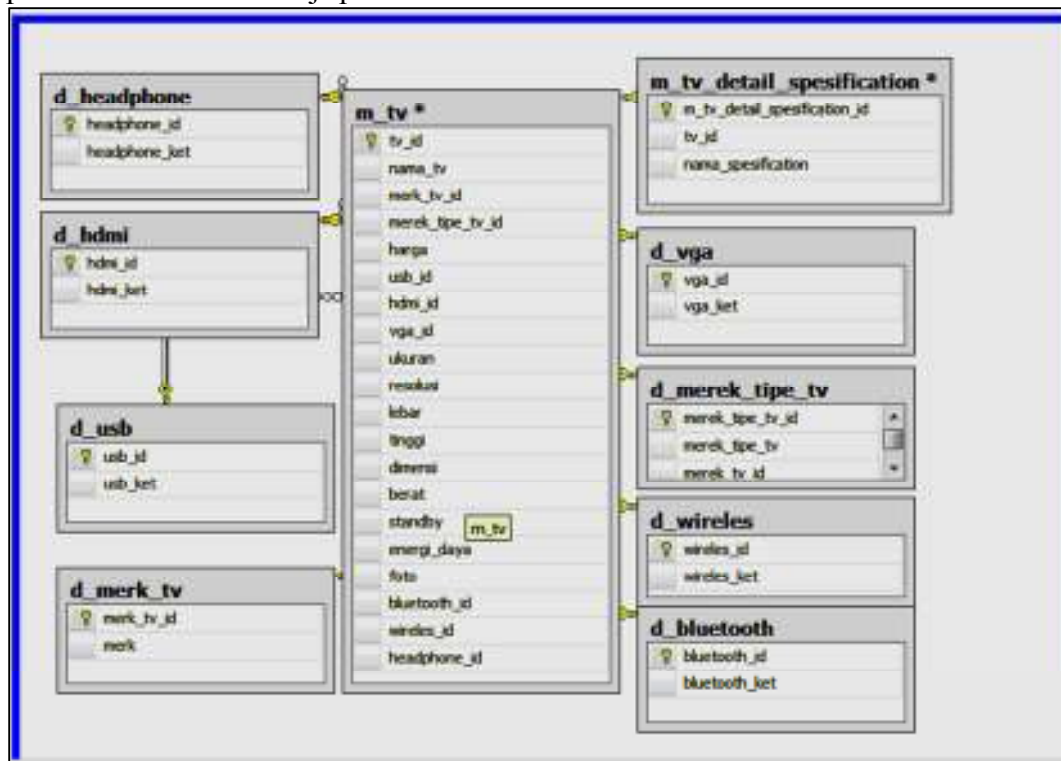 d_headphone
headphone_id
headphone_ket
d_hdmi
hdmi_id
hdmi_ket
d_usb
usb_id
usb_ket
d_merk_tv
merk_tv_id
merk
m_tv *
tv_id
nama_tv
merk_tv_id
merek_tipe_tv_id
harga
usb_id
hdmi_id
vga_id
ukuran
resolusi
lebar
tinggi
dimensi
berat
standby
m_tv
energi_daya
foto
bluetooth_id
wireles_id
headphone_id
m_tv_detail_spesification *
m_tv_detail_spesification_id
tv_id
nama_spesification
d_vga
vga_id
vga_ket
d_merek_tipe_tv
merek_tipe_tv_id
merek_tipe_tv
merek_tv_id
d_wireles
wireles_id
wireles_ket
d_bluetooth
bluetooth_id
bluetooth_ket